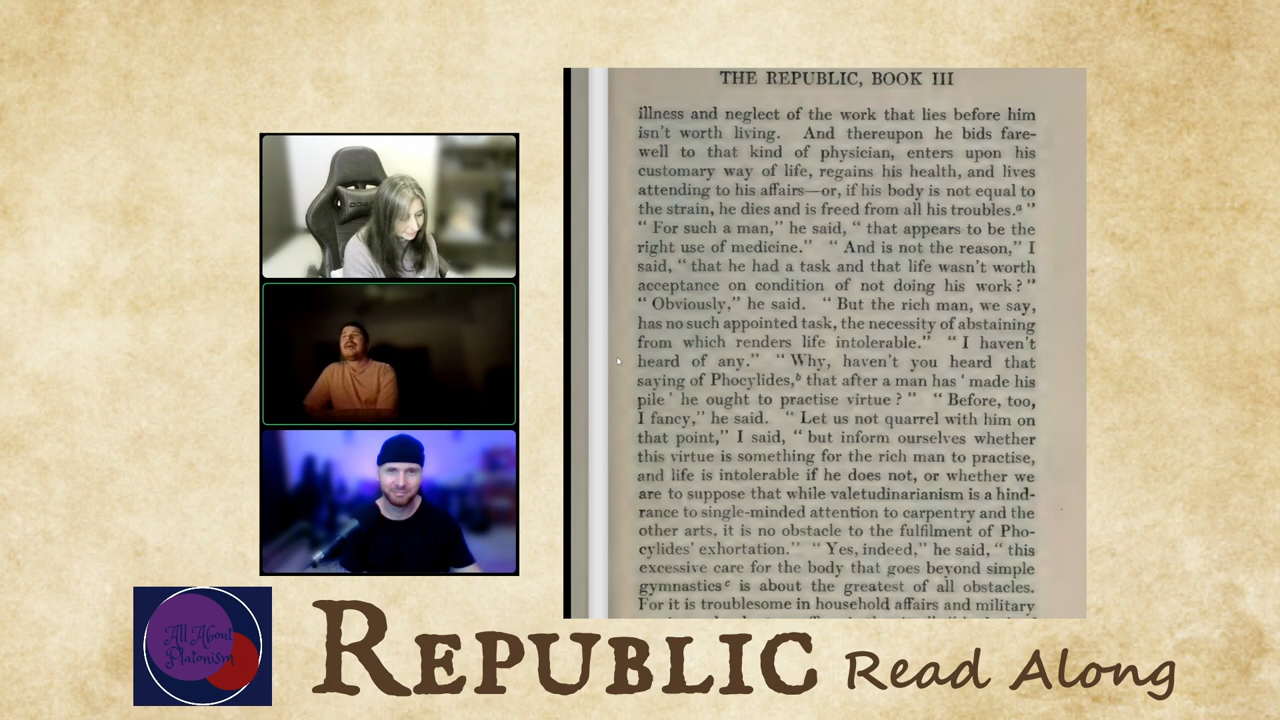 THE REPUBLIC, BOOK III
illness and neglect of the work that lies before him
isn't worth living. And thereupon he bids fare-
well to that kind of physician, enters upon his
customary way of life, regains his health, and lives
attending to his affairs—or, if his body is not equal to
the strain, he dies and is freed from all his troubles.ᵃ ”
“ For such a man,” he said, “ that appears to be the
right use of medicine.” “ And is not the reason,” I
said, “ that he had a task and that life wasn't worth
acceptance on condition of not doing his work ? ”
“ Obviously,” he said. “ But the rich man, we say,
has no such appointed task, the necessity of abstaining
from which renders life intolerable.” “ I haven't
heard of any.” “ Why, haven't you heard that
saying of Phocylides,ᵇ that after a man has ‘ made his
pile ’ he ought to practise virtue ? ” “ Before, too,
I fancy,” he said. “ Let us not quarrel with him on
that point,” I said, “ but inform ourselves whether
this virtue is something for the rich man to practise,
and life is intolerable if he does not, or whether we
are to suppose that while valetudinarianism is a hind-
rance to single-minded attention to carpentry and the
other arts, it is no obstacle to the fulfilment of Pho-
cylides' exhortation.” “ Yes, indeed,” he said, “ this
excessive care for the body that goes beyond simple
gymnasticsᶜ is about the greatest of all obstacles.
For it is troublesome in household affairs and military
All About
Platonism
REPUBLIC Read Along